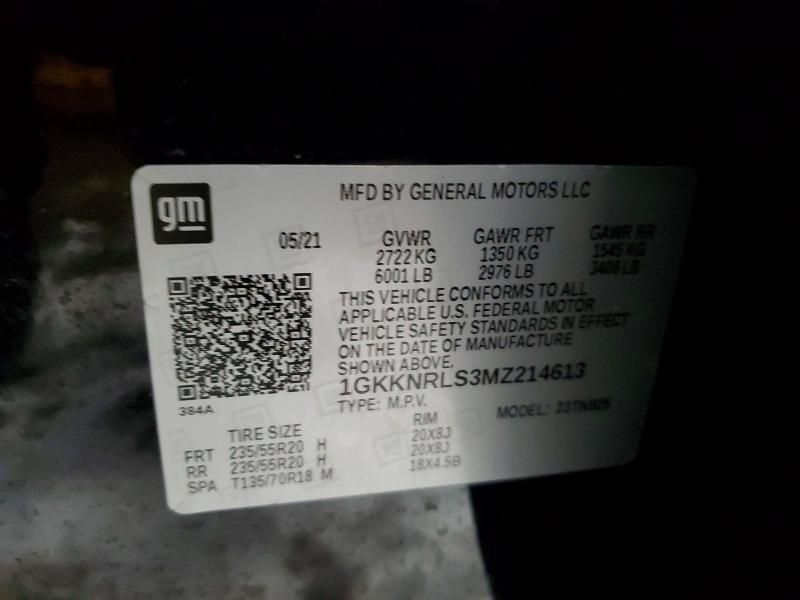 gm
MFD BY GENERAL MOTORS LLC
05/21 GVWR GAWR FRT GAWR RR
2722 KG 1350 KG 1545 KG
6001 LB 2976 LB 3406 LB
THIS VEHICLE CONFORMS TO ALL
APPLICABLE U.S. FEDERAL MOTOR
VEHICLE SAFETY STANDARDS IN EFFECT
ON THE DATE OF MANUFACTURE
SHOWN ABOVE.
1GKKNRLS3MZ214613
384A
TYPE: M.P.V. MODEL:
TIRE SIZE RIM
FRT 235/55R20 H 20X8J
RR 235/55R20 H 20X8J
SPA T135/70R18 M 18X4.5B